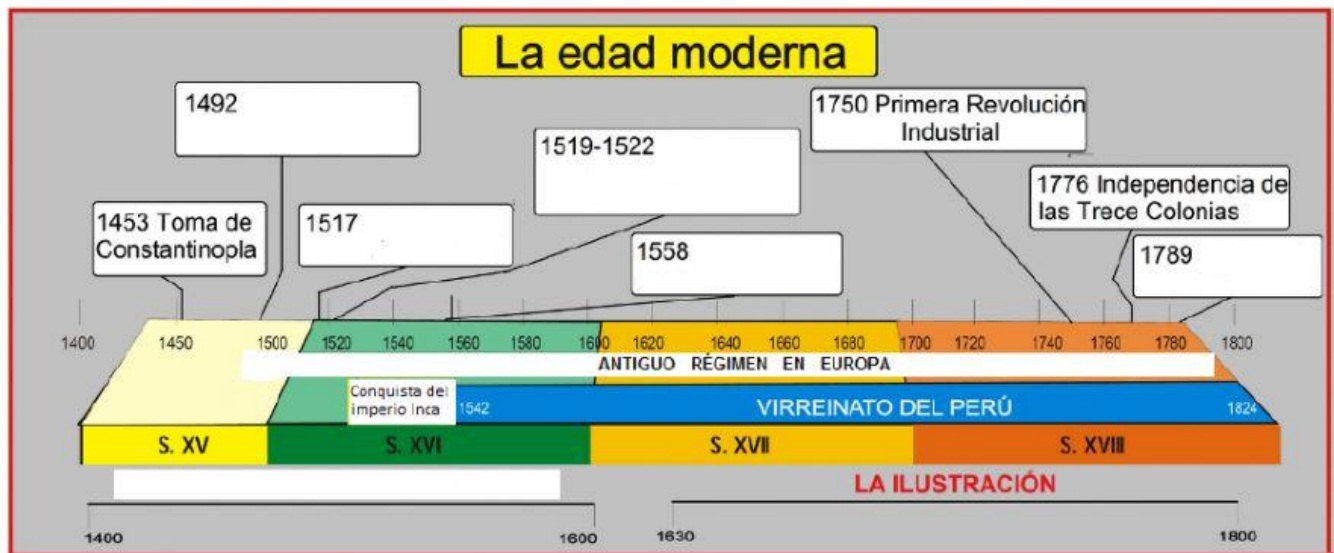 La edad moderna
1492
1750 Primera Revolución
Industrial
1519-1522
1776 Independencia de
las Trece Colonias
1453 Toma de
Constantinopla
1517
1558
1789
1400 1450 1500 1520 1540 1560 1580 1600 1620 1640 1660 1680 1700 1720 1740 1760 1780 1800
ANTIGUO RÉGIMEN EN EUROPA
Conquista del
imperio Inca
1542 VIRREINATO DEL PERÚ 1824
S. XV S. XVI S. XVII S. XVIII
LA ILUSTRACIÓN
1400 1600 1630 1800